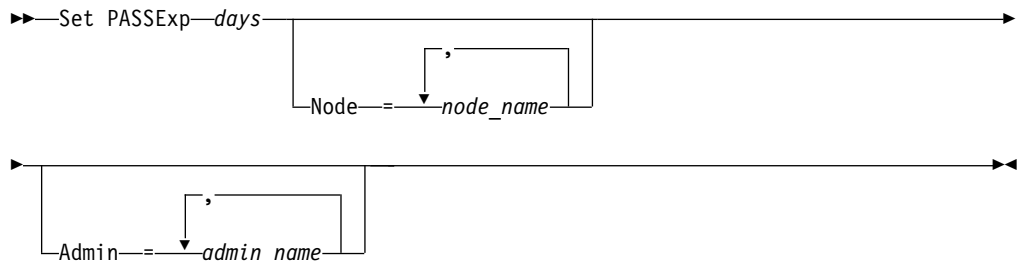 Set PASSExp days
,
Node = node_name
,
Admin = admin_name